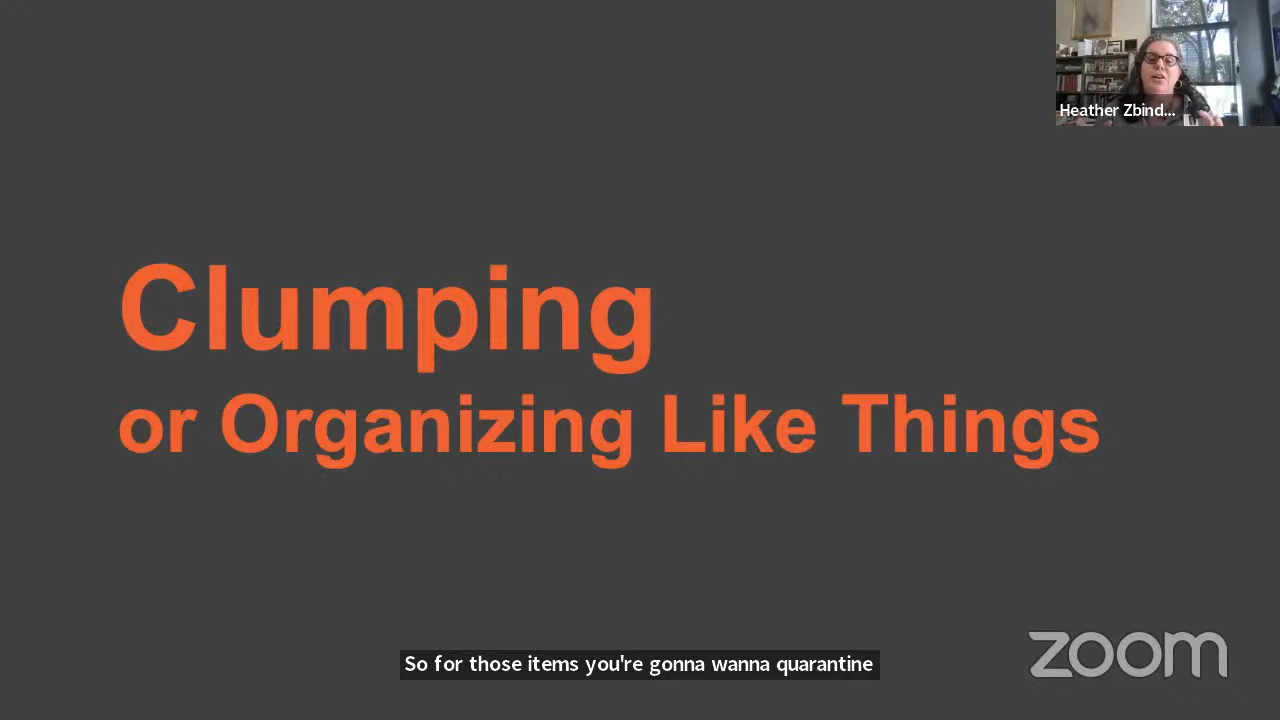 Heather Zbind...
Clumping
or Organizing Like Things
So for those items you're gonna wanna quarantine
zoom